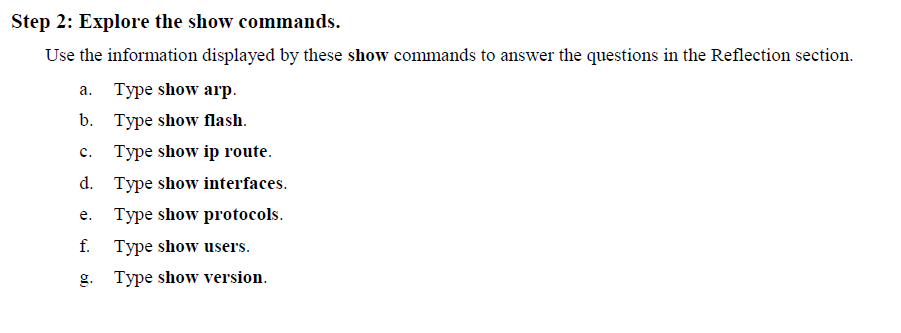 Step 2: Explore the show commands.
Use the information displayed by these show commands to answer the questions in the Reflection section.
a. Type show arp.
b. Type show flash.
c. Type show ip route.
d. Type show interfaces.
e. Type show protocols.
f. Type show users.
g. Type show version.